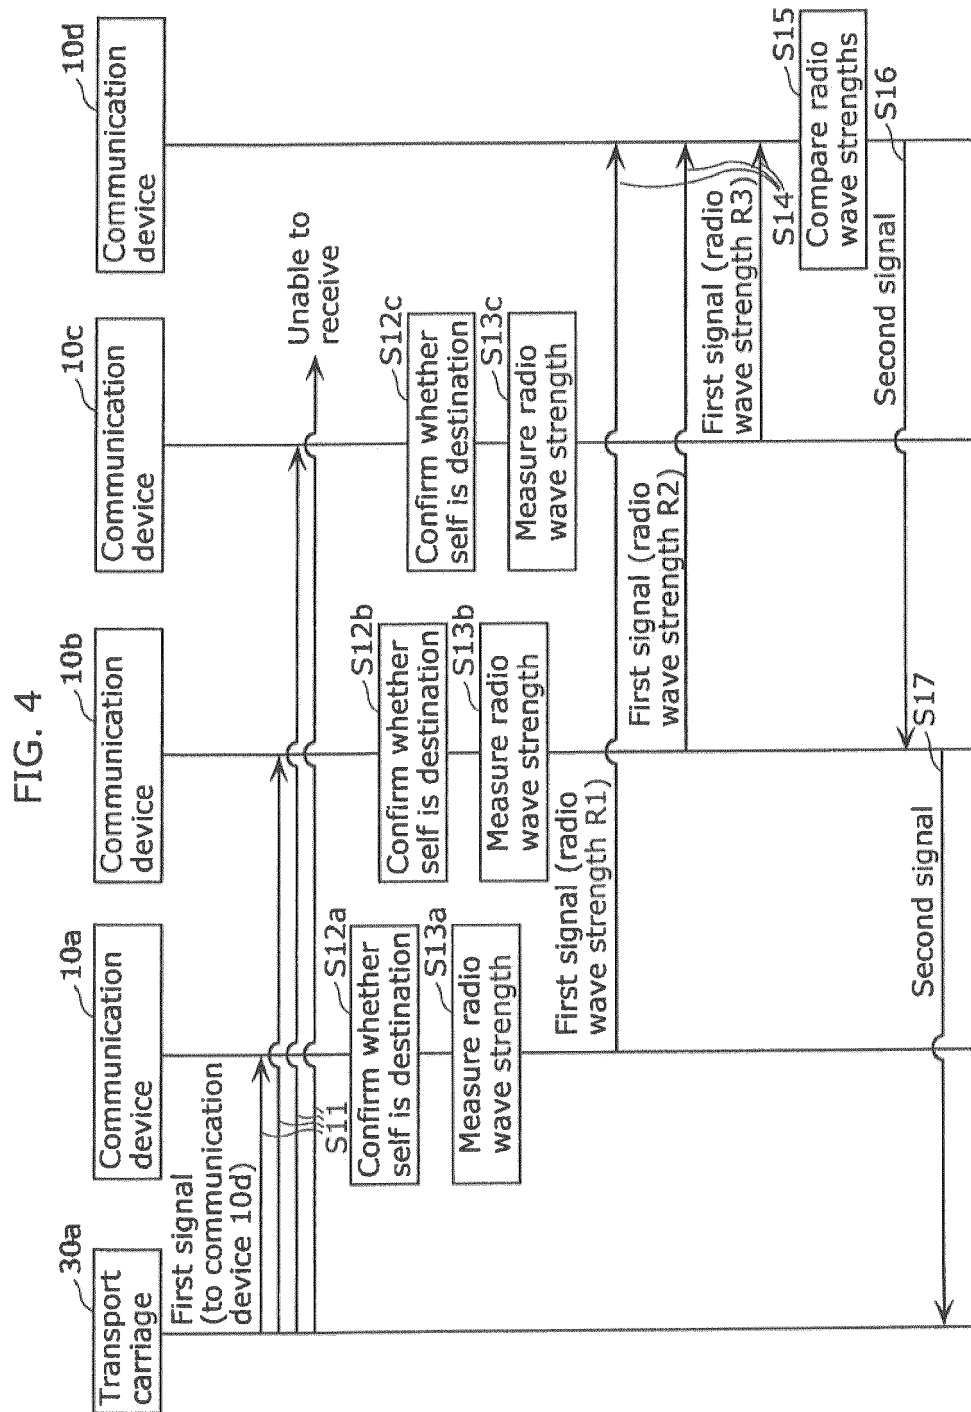 FIG. 4
30a
Transport
carriage
10a
Communication
device
10b
Communication
device
10c
Communication
device
10d
Communication
device
First signal
(to communication
device 10d)
S11
Unable to
receive
S12a
Confirm whether
self is destination
S13a
Measure radio
wave strength
S12b
Confirm whether
self is destination
S13b
Measure radio
wave strength
S12c
Confirm whether
self is destination
S13c
Measure radio
wave strength
First signal (radio
wave strength R1)
First signal (radio
wave strength R2)
First signal (radio
wave strength R3)
S14
S15
Compare radio
wave strengths
S16
Second signal
S17
Second signal